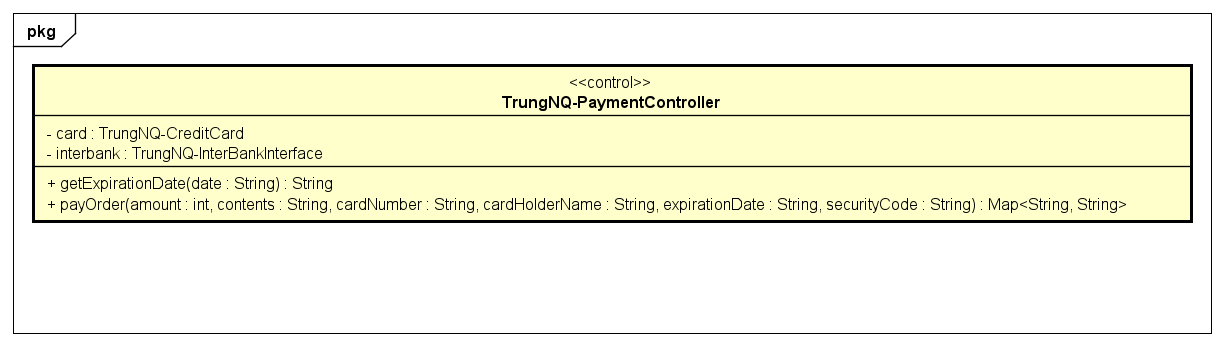 pkg
<<control>>
TrungNQ-PaymentController
- card : TrungNQ-CreditCard
- interbank : TrungNQ-InterBankInterface
+ getExpirationDate(date : String) : String
+ payOrder(amount : int, contents : String, cardNumber : String, cardHolderName : String, expirationDate : String, securityCode : String) : Map<String, String>